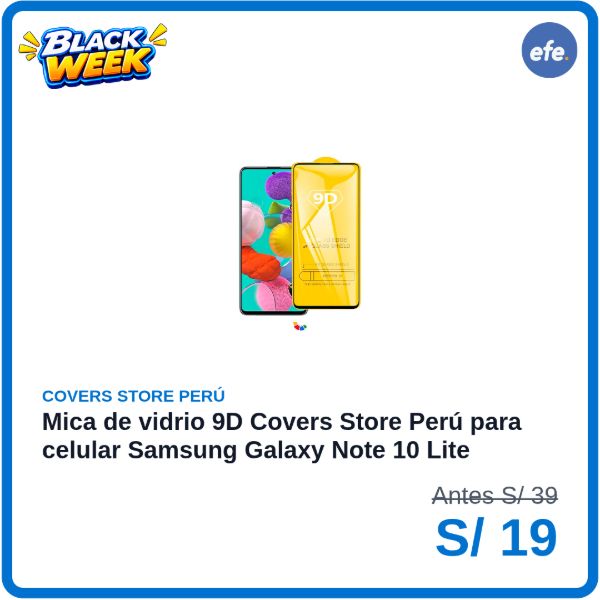 BLACK
WEEK
efe.
9D
COVERS STORE PERÚ
Mica de vidrio 9D Covers Store Perú para
celular Samsung Galaxy Note 10 Lite
Antes S/ 39
S/ 19